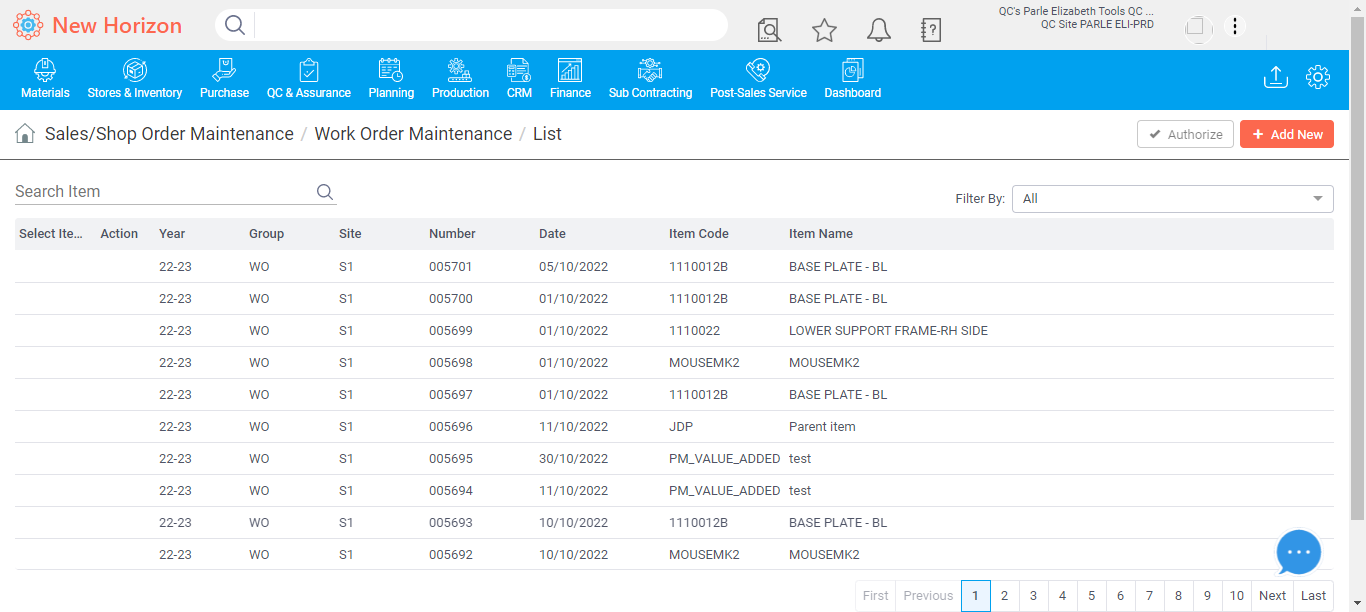 New Horizon
QC's Parle Elizabeth Tools QC ...
QC Site PARLE ELI-PRD
Materials Stores & Inventory Purchase QC & Assurance Planning Production CRM Finance Sub Contracting Post-Sales Service Dashboard
Sales/Shop Order Maintenance / Work Order Maintenance / List
Authorize
+ Add New
Search Item
Filter By: All
Select Ite... Action Year Group Site Number Date Item Code Item Name
22-23 WO S1 005701 05/10/2022 1110012B BASE PLATE - BL
22-23 WO S1 005700 01/10/2022 1110012B BASE PLATE - BL
22-23 WO S1 005699 01/10/2022 1110022 LOWER SUPPORT FRAME-RH SIDE
22-23 WO S1 005698 01/10/2022 MOUSEMK2 MOUSEMK2
22-23 WO S1 005697 01/10/2022 1110012B BASE PLATE - BL
22-23 WO S1 005696 11/10/2022 JDP Parent item
22-23 WO S1 005695 30/10/2022 PM_VALUE_ADDED test
22-23 WO S1 005694 11/10/2022 PM_VALUE_ADDED test
22-23 WO S1 005693 10/10/2022 1110012B BASE PLATE - BL
22-23 WO S1 005692 10/10/2022 MOUSEMK2 MOUSEMK2
First Previous 1 2 3 4 5 6 7 8 9 10 Next Last